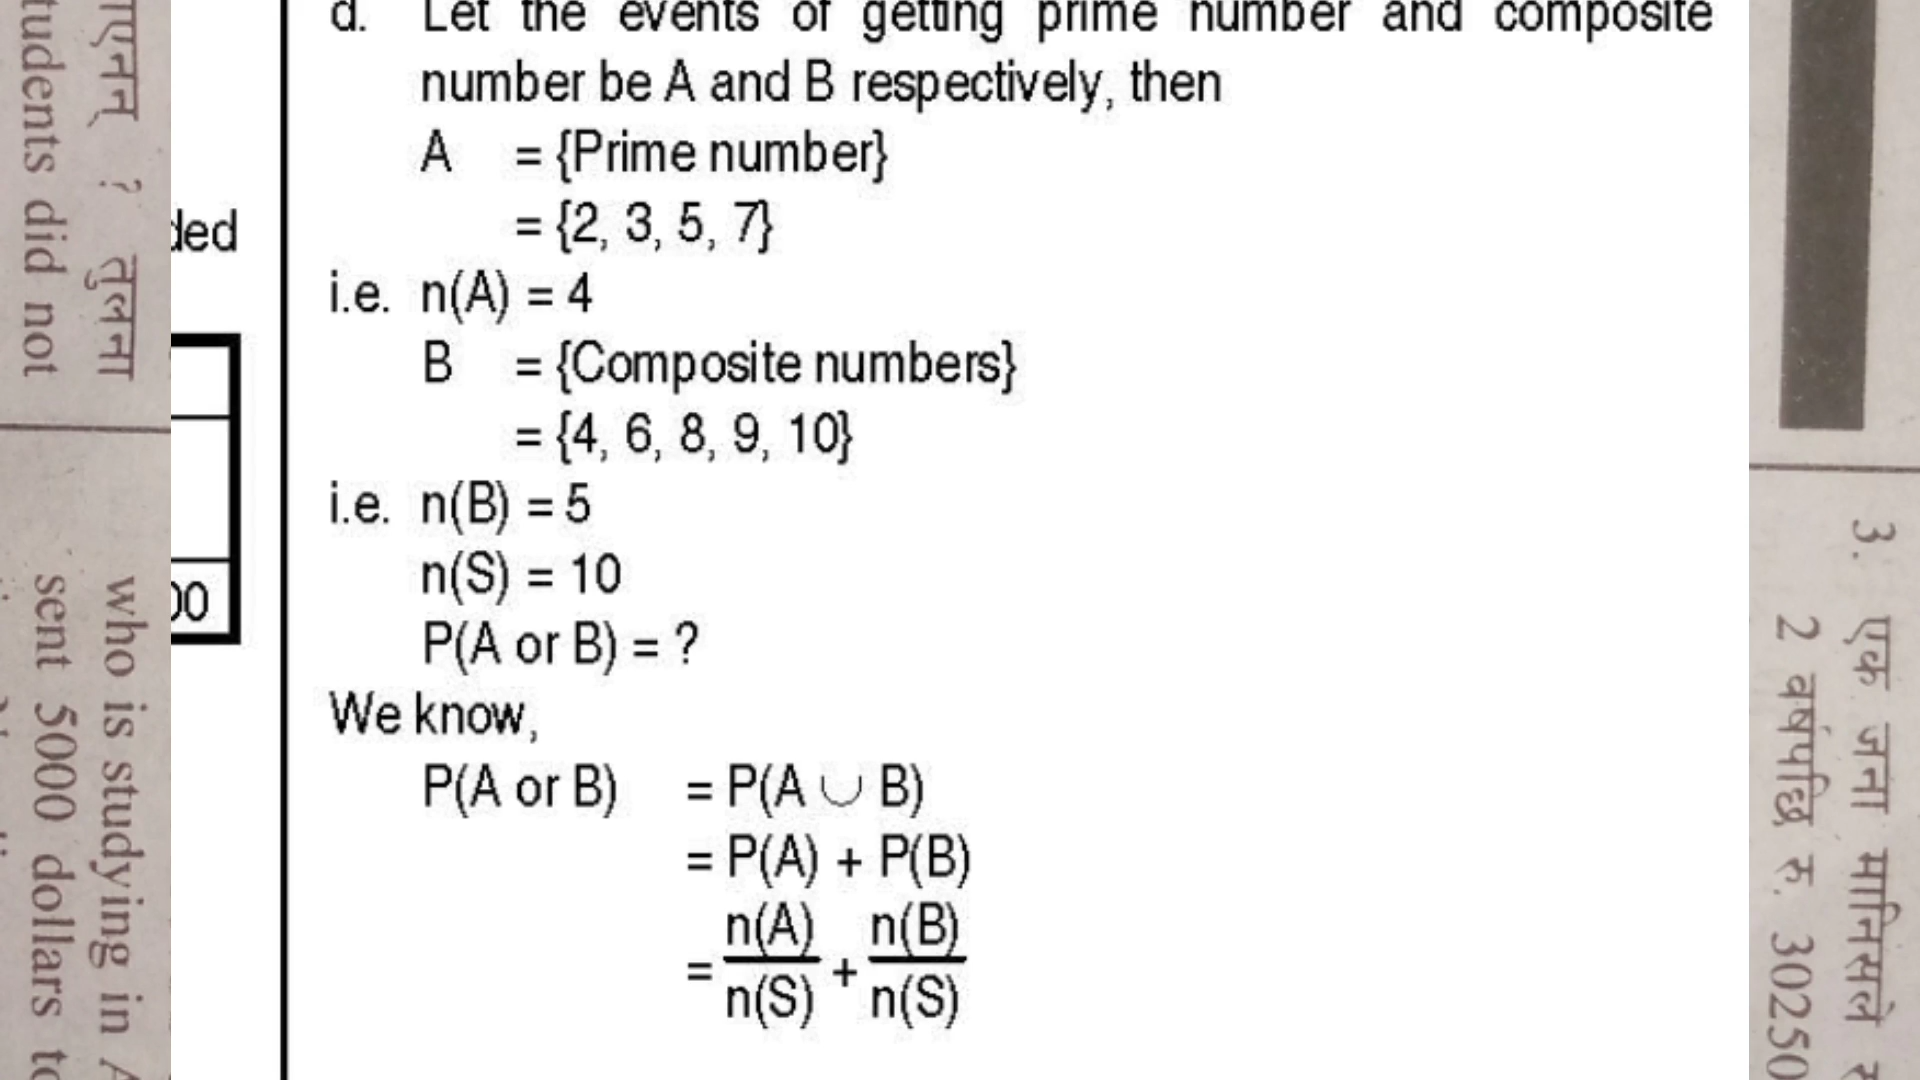 d. Let the events of getting prime number and composite
number be A and B respectively, then
A = {Prime number}
= {2, 3, 5, 7}
i.e. n(A) = 4
B = {Composite numbers}
= {4, 6, 8, 9, 10}
i.e. n(B) = 5
n(S) = 10
P(A or B) = ?
We know,
P(A or B) = P(A ∪ B)
= P(A) + P(B)
= n(A)/n(S) + n(B)/n(S)
? तुलना
tudents did not
who is studying in
sent 5000 dollars
3. एक जना मानिसले
2 वर्षपछि रु. 30250